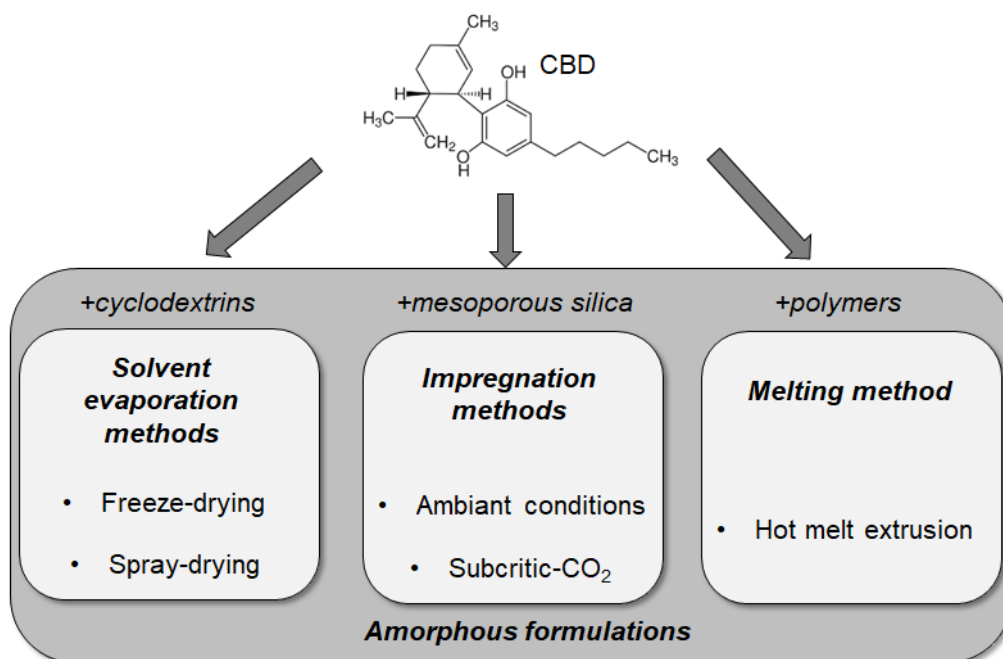 CH₃
OH
CBD
H
H
H₃C
CH₂
HO
H
CH₃
+cyclodextrins
+mesoporous silica
+polymers
Solvent
evaporation
methods
• Freeze-drying
• Spray-drying
Impregnation
methods
• Ambiant conditions
• Subcritic-CO₂
Melting method
• Hot melt extrusion
Amorphous formulations